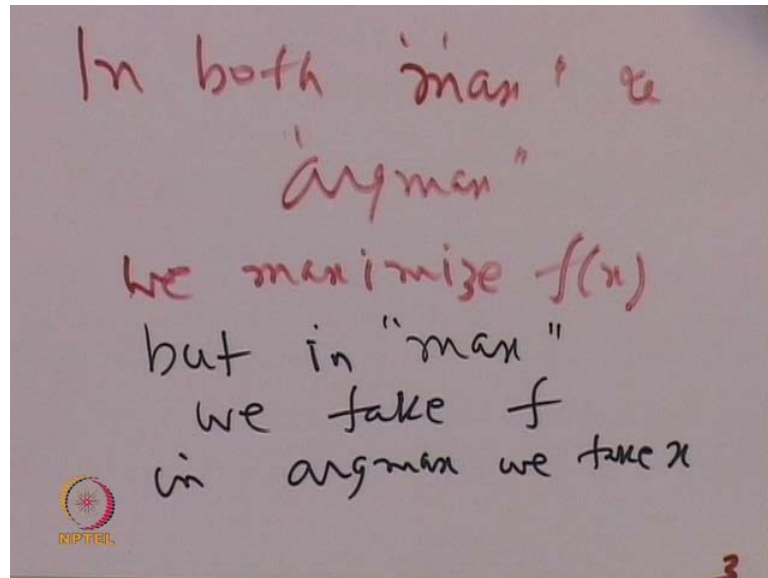 In both 'max' &
"argmax"
we maximize f(x)
but in "max"
we take f
in argmax we take x
NPTEL
3